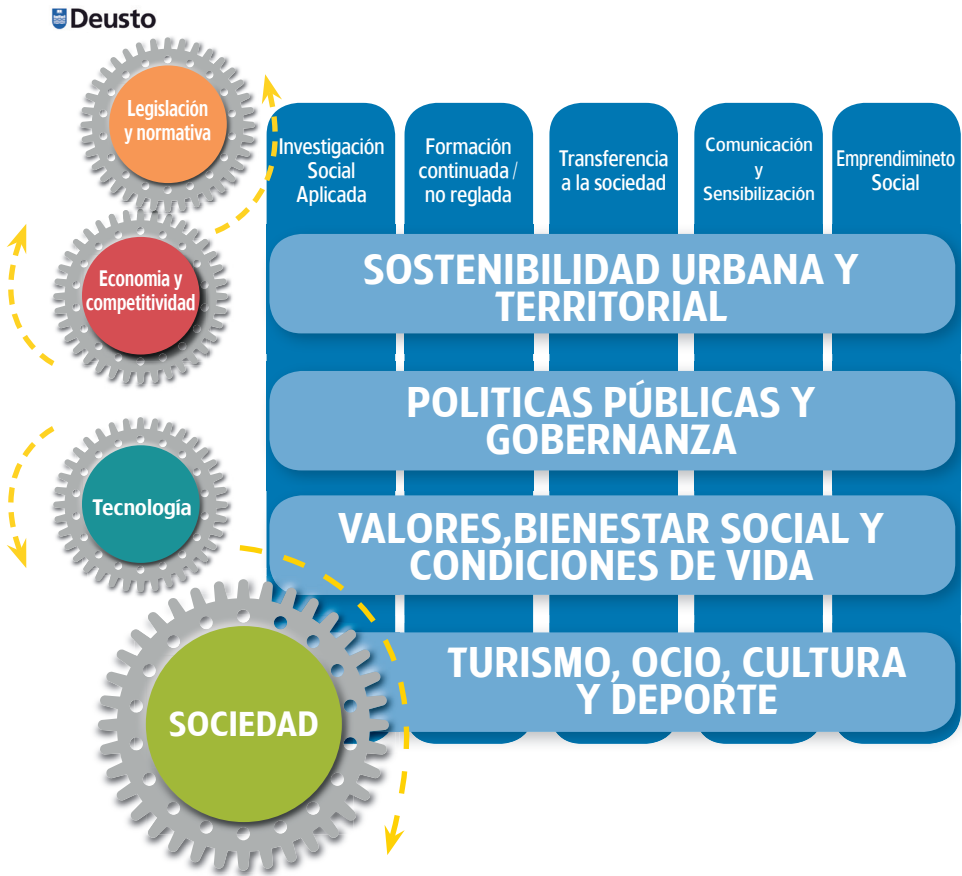 Deusto
Legislación
y normativa
Economia y
competitividad
Tecnología
SOCIEDAD
Investigación
Social
Aplicada
Formación
continuada /
no reglada
Transferencia
a la sociedad
Comunicación
y
Sensibilización
Emprendimineto
Social
SOSTENIBILIDAD URBANA Y
TERRITORIAL
POLITICAS PÚBLICAS Y
GOBERNANZA
VALORES,BIENESTAR SOCIAL Y
CONDICIONES DE VIDA
TURISMO, OCIO, CULTURA
Y DEPORTE